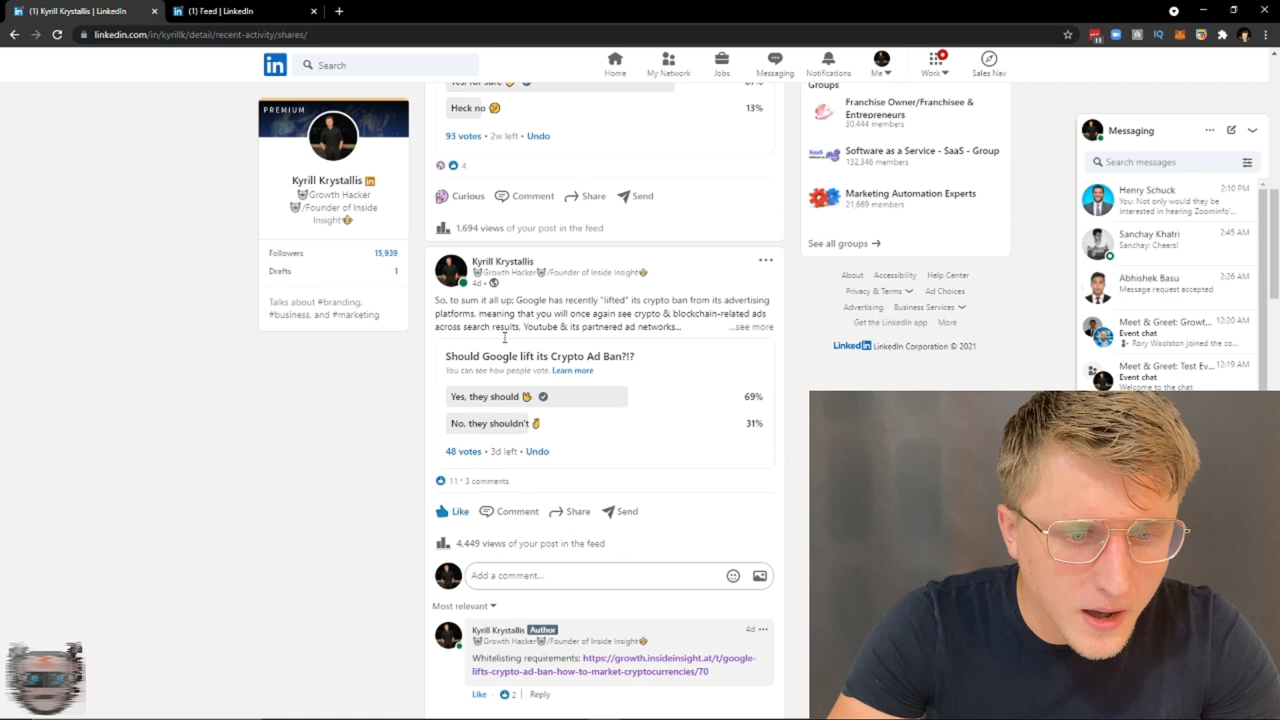 (1) Kyrill Krystallis | LinkedIn
(1) Feed | LinkedIn
linkedin.com/in/kyrillk/detail/recent-activity/shares/
11
in
Search
Home
My Network
Jobs
Messaging
Notifications
Me
Work
Sales Nav
PREMIUM
Kyrill Krystallis
Growth Hacker
/Founder of Inside
Insight
Followers 15,939
Drafts 1
Talks about #branding,
#business, and #marketing
Heck no 13%
93 votes • 2w left • Undo
4
Curious Comment Share Send
1,694 views of your post in the feed
Kyrill Krystallis
Growth Hacker /Founder of Inside Insight
4d •
So, to sum it all up; Google has recently "lifted" its crypto ban from its advertising
platforms. meaning that you will once again see crypto & blockchain-related ads
across search results, Youtube & its partnered ad networks... ...see more
Should Google lift its Crypto Ad Ban?!?
You can see how people vote. Learn more
Yes, they should 69%
No, they shouldn't 31%
48 votes • 3d left • Undo
11 • 3 comments
Like Comment Share Send
4,449 views of your post in the feed
Add a comment...
Most relevant
Kyrill Krystallis Author 4d
Growth Hacker /Founder of Inside Insight
Whitelisting requirements: https://growth.insideinsight.at/t/google-
lifts-crypto-ad-ban-how-to-market-cryptocurrencies/70
Like · 2 | Reply
Groups
Franchise Owner/Franchisee &
Entrepreneurs
30,444 members
Software as a Service - SaaS - Group
132,346 members
Marketing Automation Experts
21,669 members
See all groups →
About Accessibility Help Center
Privacy & Terms Ad Choices
Advertising Business Services
Get the LinkedIn app More
LinkedIn LinkedIn Corporation © 2021
Messaging
Search messages
Henry Schuck 2:10 PM
You: Not only would they be
interested in hearing Zoominfo'...
Sanchay Khatri 2:45 AM
Sanchay: Cheers!
Abhishek Basu 2:26 AM
Message request accepted
Meet & Greet: Growt... 12:20 AM
Event chat
Rory Woolston joined the co...
Meet & Greet: Test Ev... 12:19 AM
Event chat
Welcome to the chat